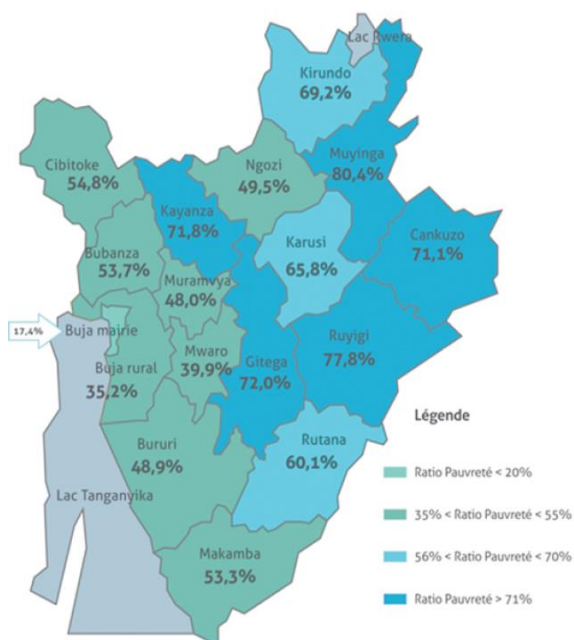 Lac Rwera
Kirundo
69,2%
Cibitoke
54,8%
Ngozi
49,5%
Muyinga
80,4%
Kayanza
71,8%
Karusi
65,8%
Cankuzo
71,1%
Bubanza
53,7%
Muramvya
48,0%
17,4%
Buja mairie
Buja rural
35,2%
Mwaro
39,9%
Gitega
72,0%
Ruyigi
77,8%
Bururi
48,9%
Rutana
60,1%
Lac Tanganyika
Makamba
53,3%
Légende
Ratio Pauvreté < 20%
35% < Ratio Pauvreté < 55%
56% < Ratio Pauvreté < 70%
Ratio Pauvreté > 71%